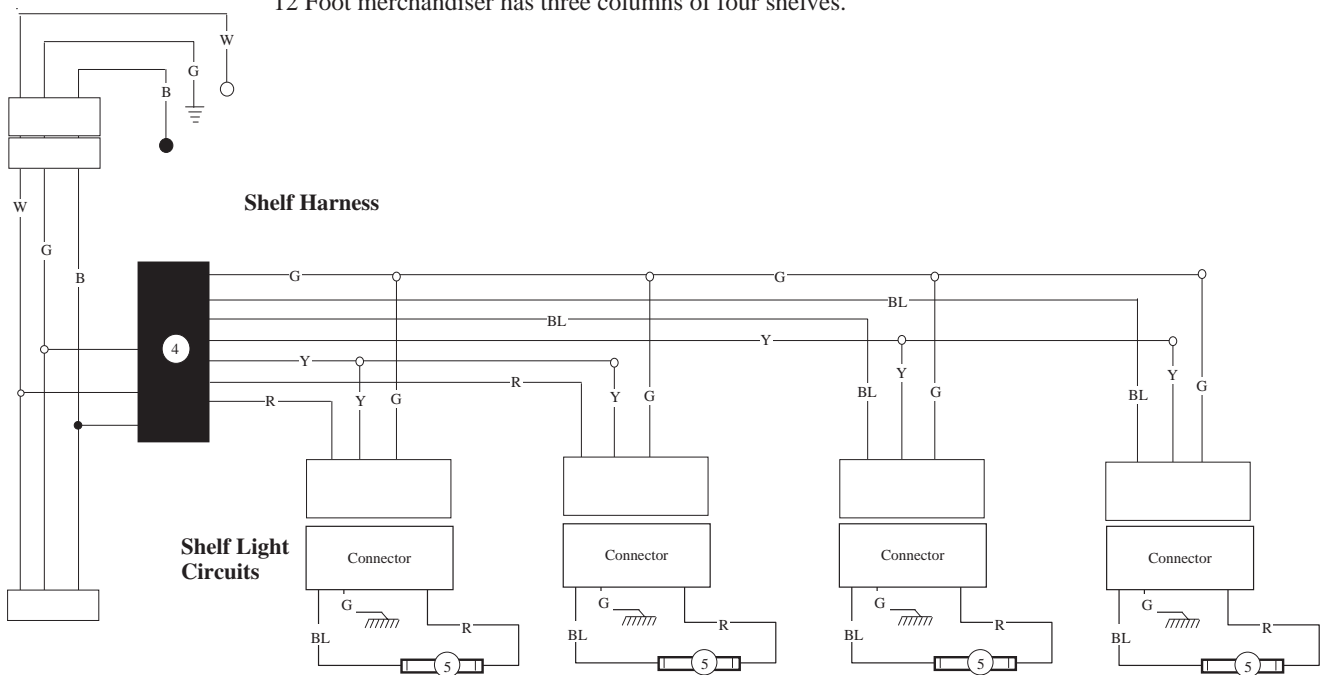 12 Foot merchandiser has three columns of four shelves.
W
G
B
Shelf Harness
W
G
B
G G
BL
BL
Y
4
Y
R
R
Y G
Y G
BL Y G
BL Y G
Shelf Light
Circuits
Connector Connector Connector Connector
G G G G
BL R BL R BL R BL R
5 5 5 5